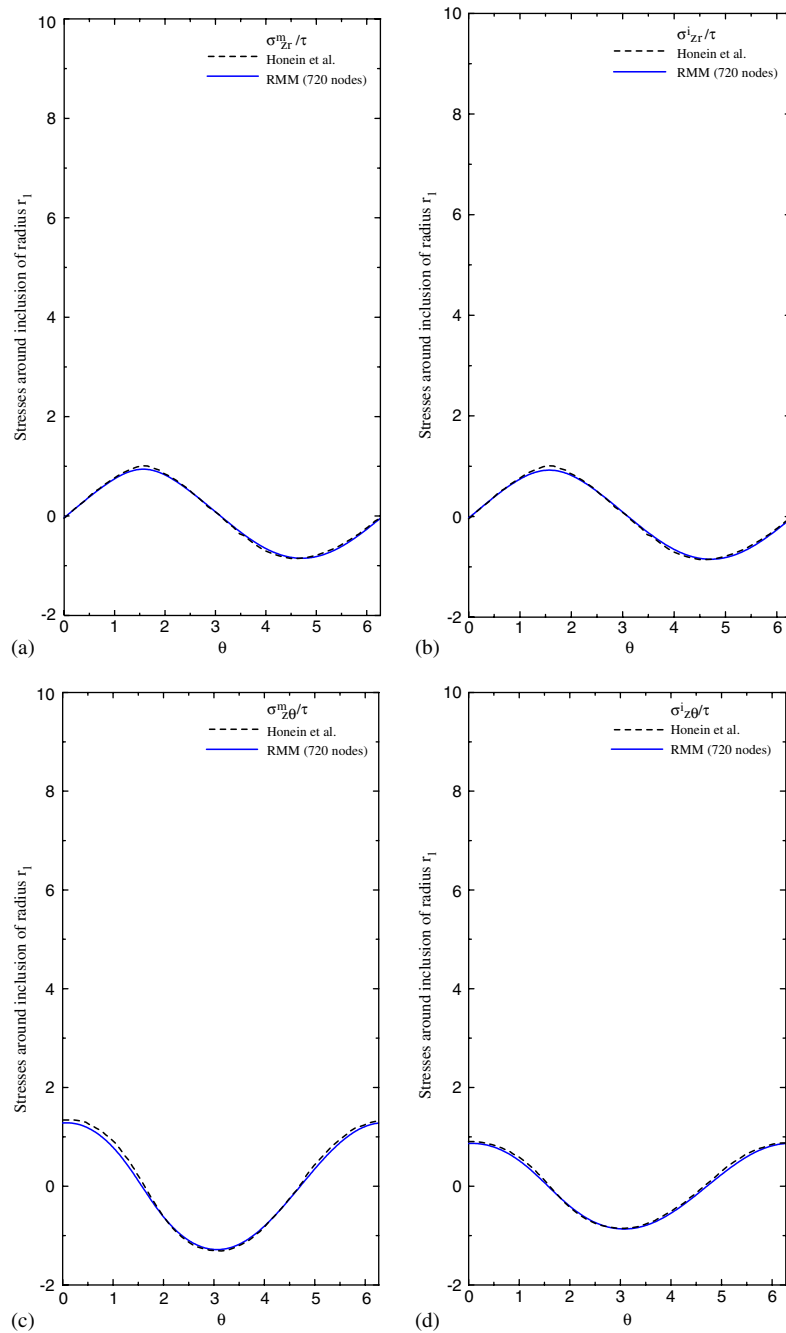 σᵐzr/τ
Honein et al.
RMM (720 nodes)
Stresses around inclusion of radius r₁
10
8
6
4
2
0
-2
0 1 2 3 4 5 6
θ
(a)
σⁱzr/τ
Honein et al.
RMM (720 nodes)
Stresses around inclusion of radius r₁
10
8
6
4
2
0
-2
0 1 2 3 4 5 6
θ
(b)
σᵐzθ/τ
Honein et al.
RMM (720 nodes)
Stresses around inclusion of radius r₁
10
8
6
4
2
0
-2
0 1 2 3 4 5 6
θ
(c)
σⁱzθ/τ
Honein et al.
RMM (720 nodes)
Stresses around inclusion of radius r₁
10
8
6
4
2
0
-2
0 1 2 3 4 5 6
θ
(d)